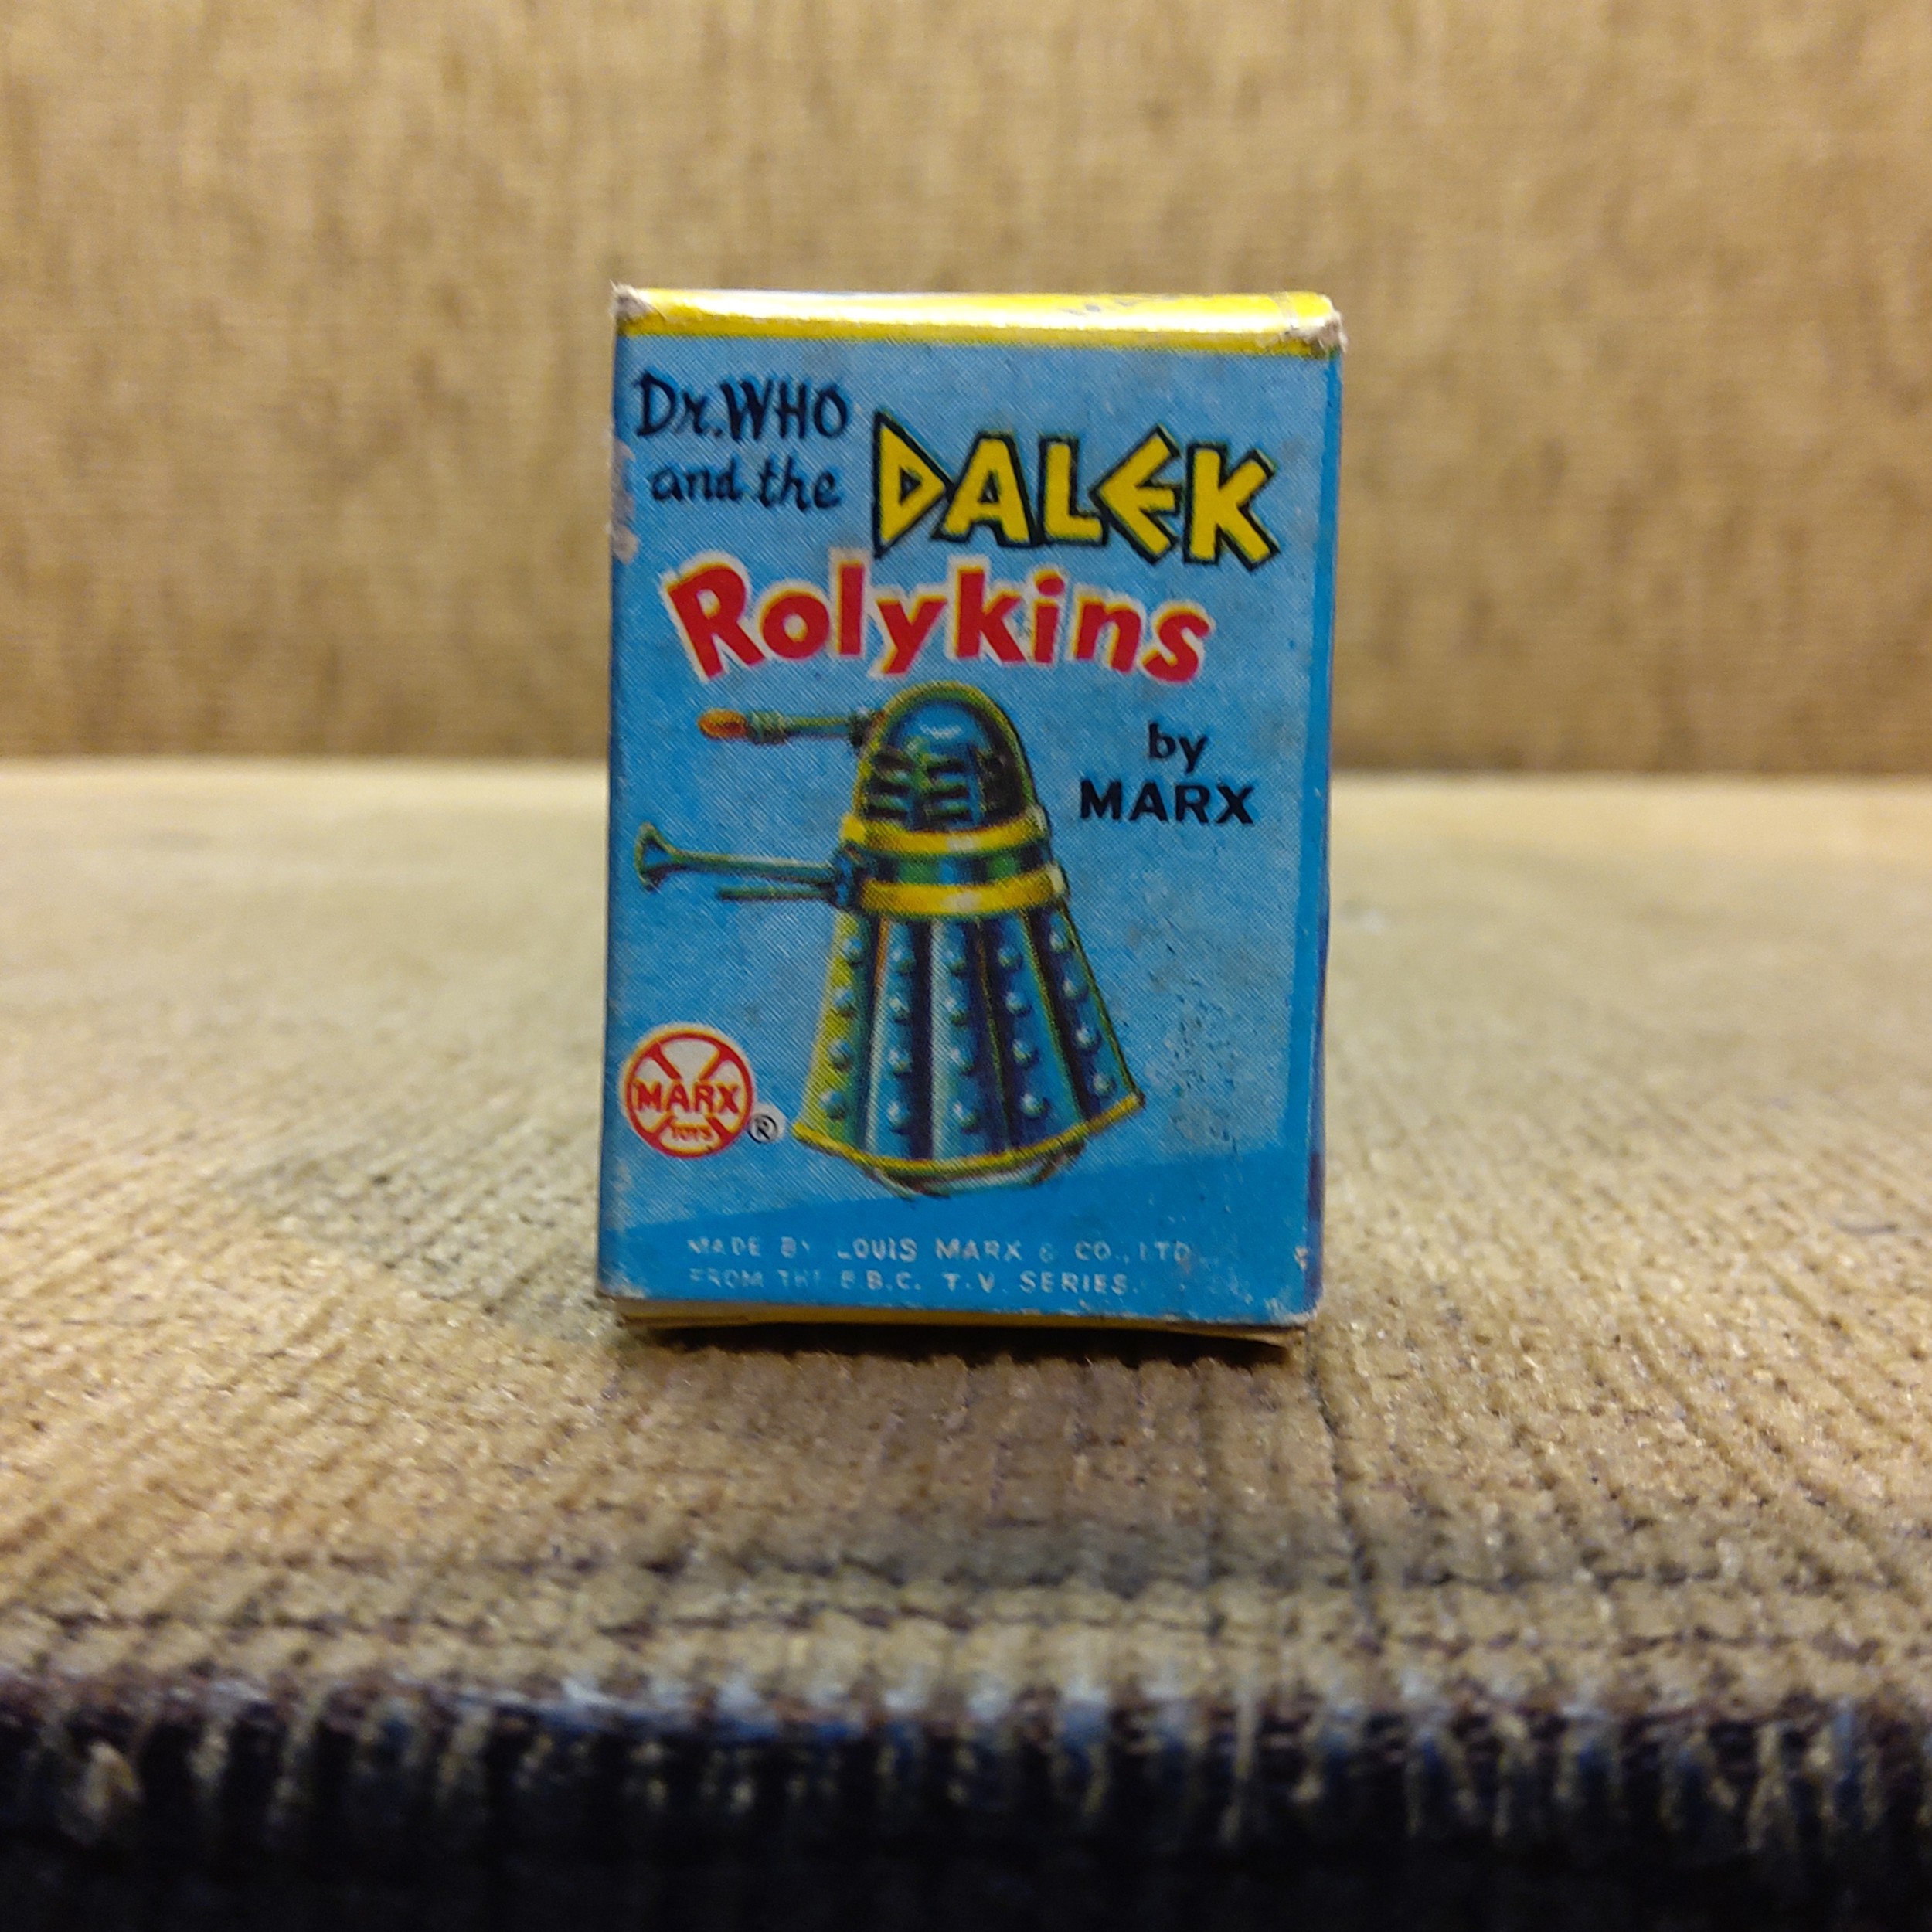 Dr. WHO
and the DALEK
Rolykins
by
MARX
MARX
TOYS
®
MADE BY LOUIS MARX & CO., LTD.
FROM THE B.B.C. T.V. SERIES.